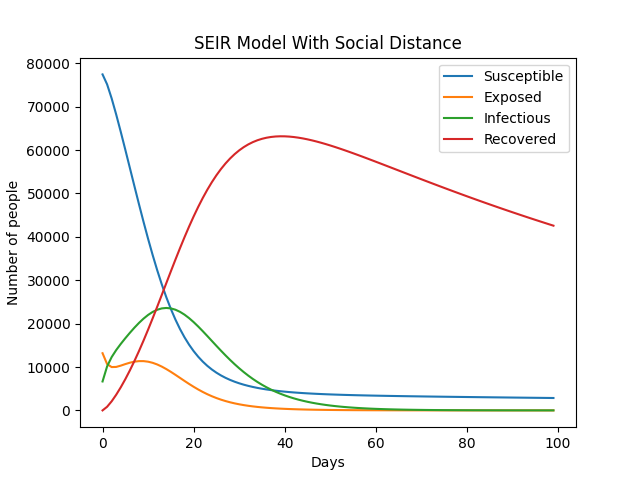 SEIR Model With Social Distance
80000
70000
60000
50000
40000
30000
20000
10000
0
Number of people
Susceptible
Exposed
Infectious
Recovered
0 20 40 60 80 100
Days